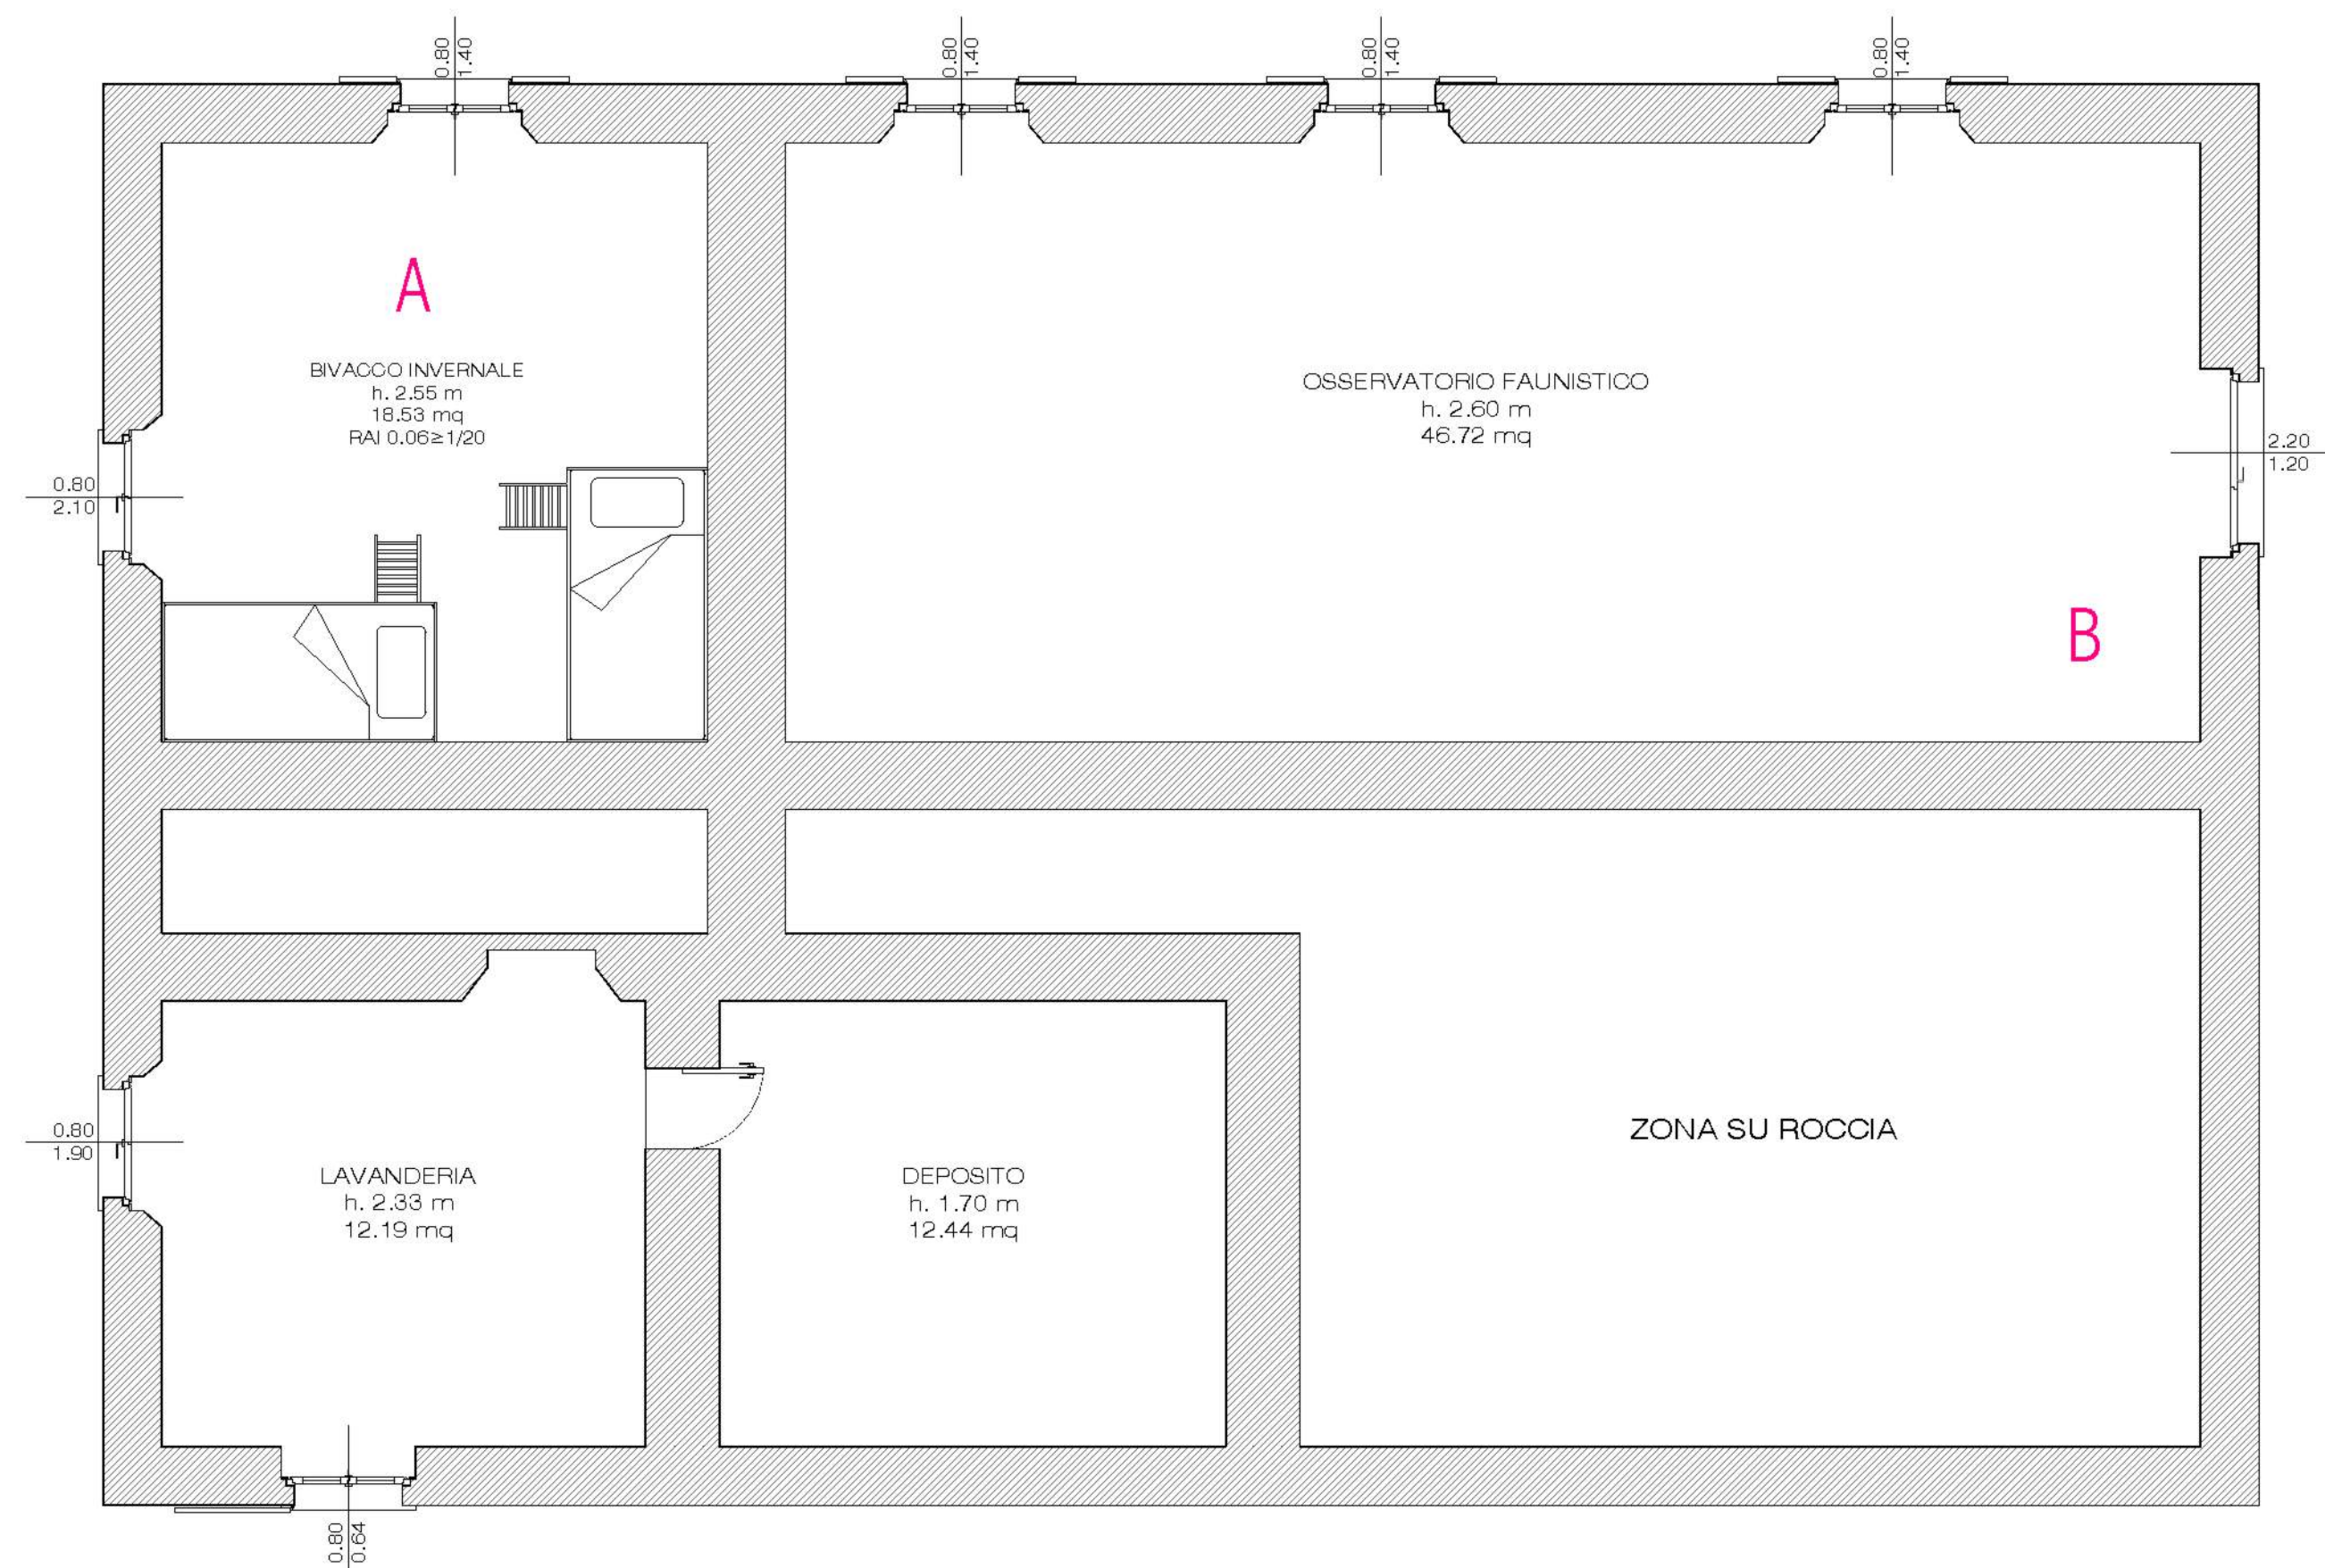 0.80
1.40
0.80
1.40
0.80
1.40
0.80
1.40
A
BIVACCO INVERNALE
h. 2.55 m
18.53 mq
RAI 0.06≥1/20
OSSERVATORIO FAUNISTICO
h. 2.60 m
46.72 mq
2.20
1.20
0.80
2.10
B
0.80
1.90
LAVANDERIA
h. 2.33 m
12.19 mq
DEPOSITO
h. 1.70 m
12.44 mq
ZONA SU ROCCIA
0.80
0.64